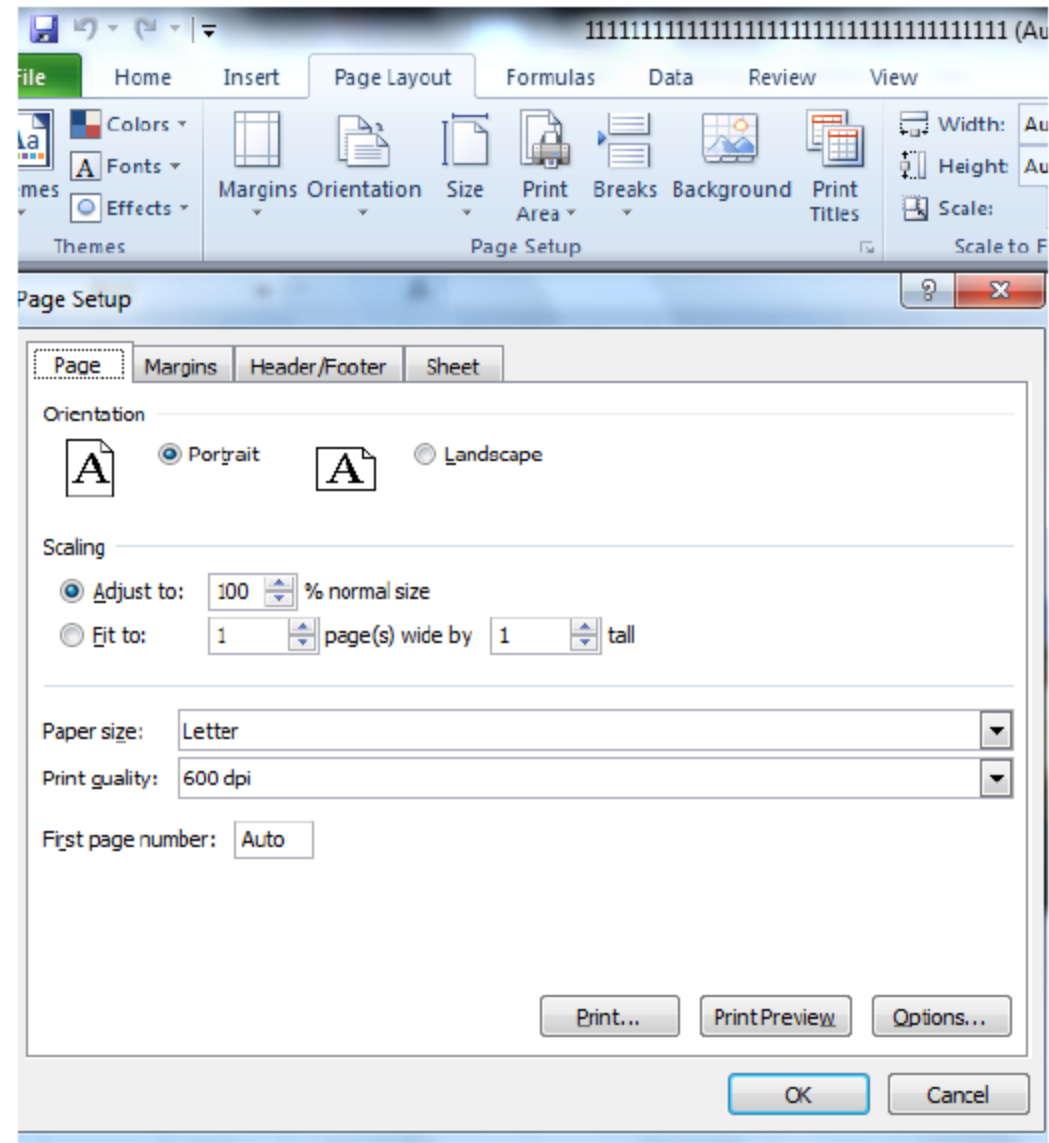 1111111111111111111111111111111111111 (Au
File Home Insert Page Layout Formulas Data Review View
Aa Colors Width: Au
Fonts Height: Au
mes Margins Orientation Size Print Breaks Background Print
Effects Area Titles Scale:
Themes Page Setup Scale to F
Page Setup ?
Page Margins Header/Footer Sheet
Orientation
A Portrait A Landscape
Scaling
Adjust to: 100 % normal size
Fit to: 1 page(s) wide by 1 tall
Paper size: Letter
Print quality: 600 dpi
First page number: Auto
Print... Print Preview Options...
OK Cancel